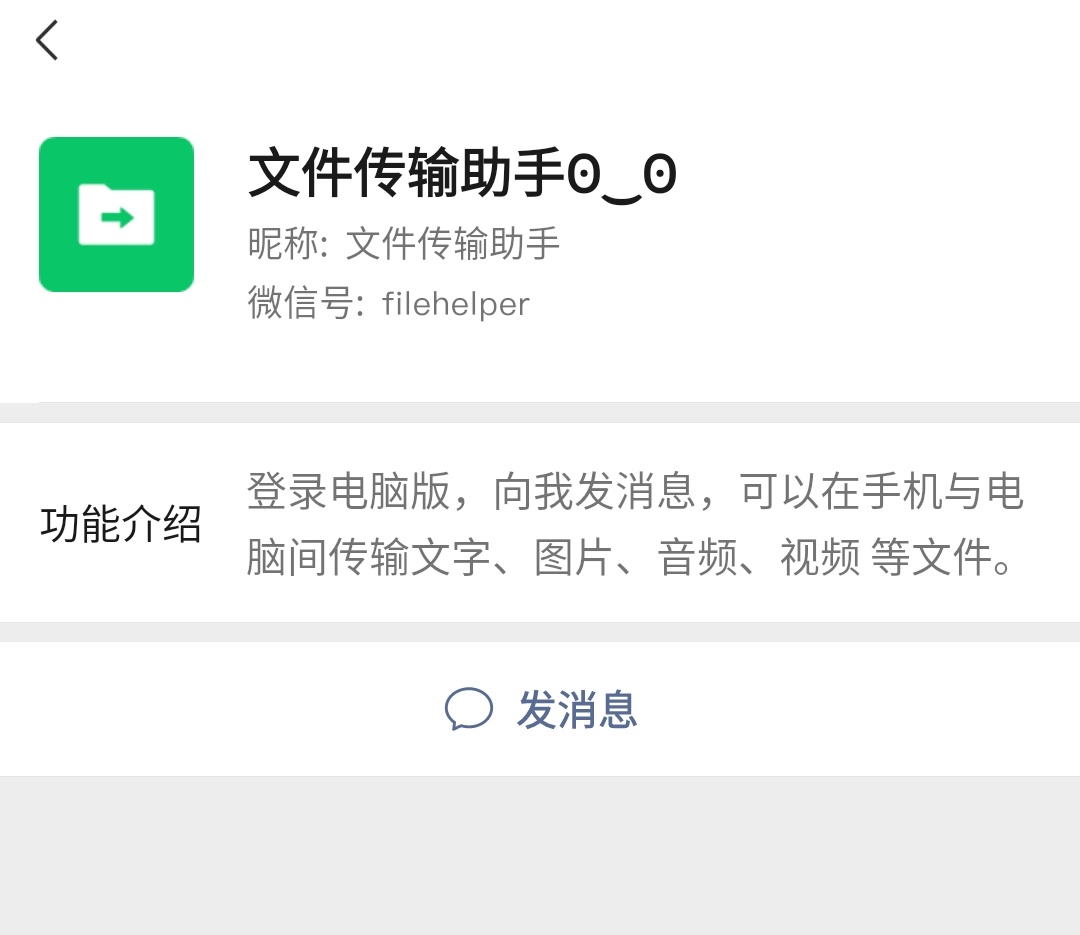 文件传输助手ʘ‿ʘ
昵称: 文件传输助手
微信号: filehelper
功能介绍
登录电脑版，向我发消息，可以在手机与电
脑间传输文字、图片、音频、视频 等文件。
发消息